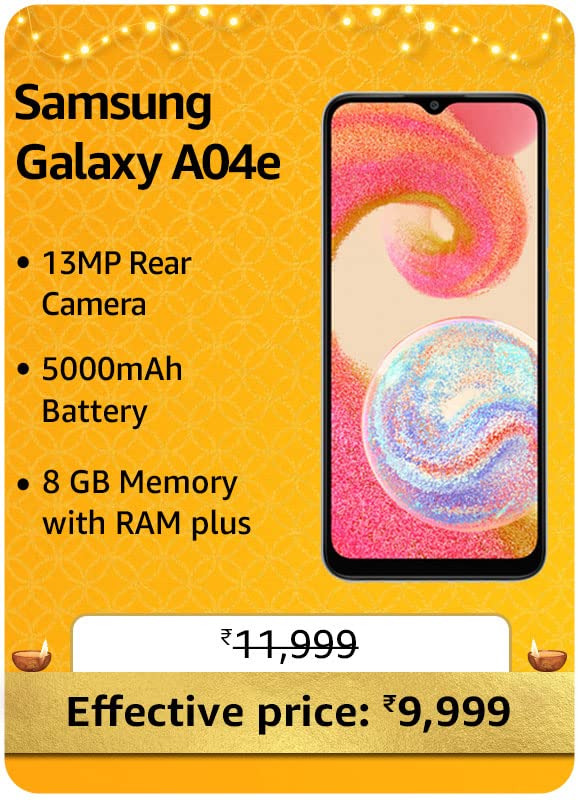 Samsung
Galaxy A04e
• 13MP Rear
Camera
• 5000mAh
Battery
• 8 GB Memory
with RAM plus
₹11,999
Effective price: ₹9,999